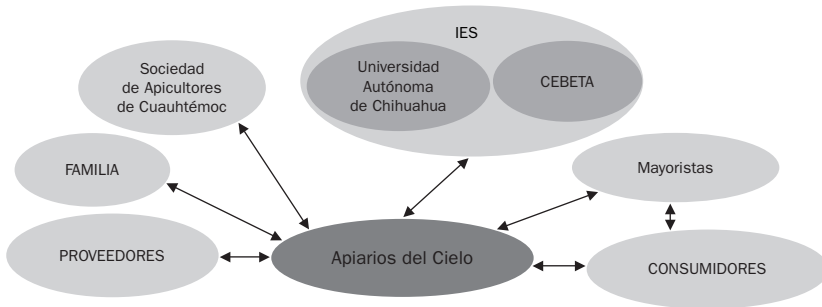 IES
Sociedad
de Apicultores
de Cuauhtémoc
Universidad
Autónoma
de Chihuahua
CEBETA
FAMILIA
Mayoristas
PROVEEDORES
Apiarios del Cielo
CONSUMIDORES